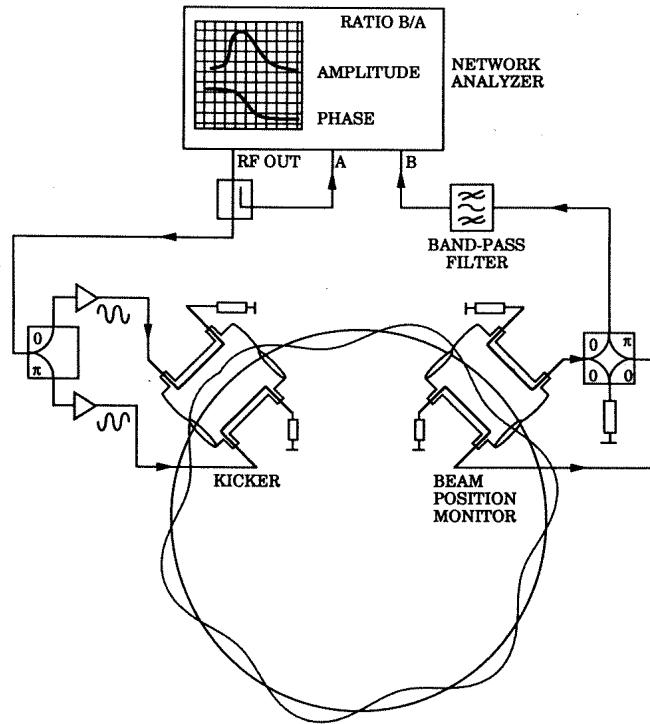 RATIO B/A
AMPLITUDE
PHASE
NETWORK
ANALYZER
RF OUT
A
B
BAND-PASS
FILTER
0
π
0
π
0
0
KICKER
BEAM
POSITION
MONITOR